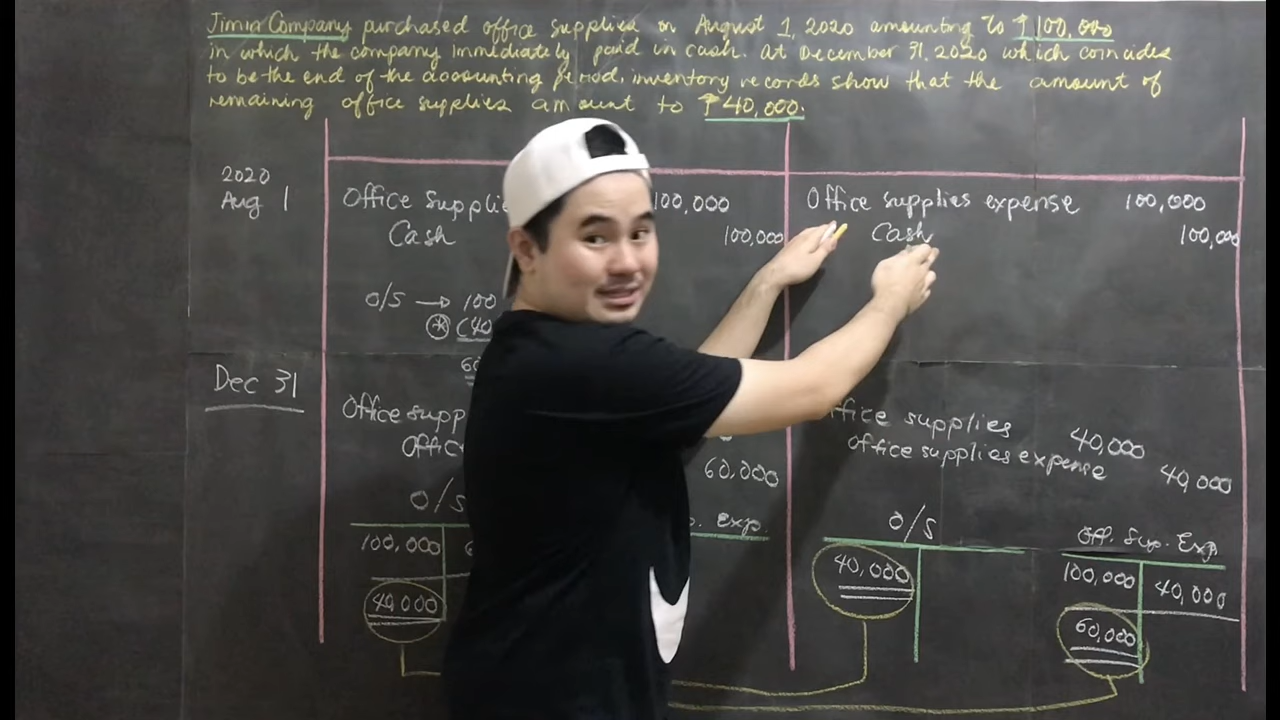 Jimin Company purchased office supplies on August 1, 2020 amounting to ₱100,000
in which the company immediately paid in cash. At December 31, 2020 which coincides
to be the end of the accounting period, inventory records show that the amount of
remaining office supplies amount to ₱40,000.
2020
Aug 1
Office 100,000
Cash 100,000
O/S → 100
(40
Dec 31
Office
60,000
O/S
Exp.
100,000
40,000
Office supplies expense 100,000
Cash 100,000
supplies 40,000
office supplies expense 40,000
O/S
40,000
Off. Sup. Exp
100,000 40,000
60,000